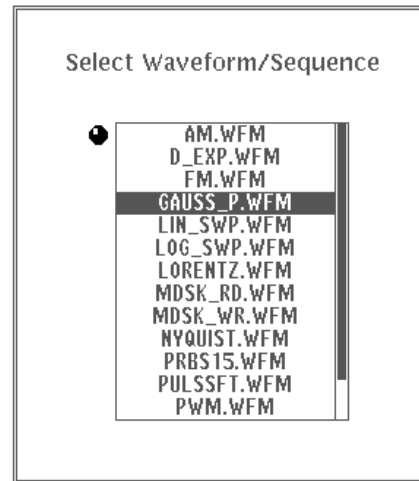 Select Waveform/Sequence
AM.WFM
D_EXP.WFM
FM.WFM
GAUSS_P.WFM
LIN_SWP.WFM
LOG_SWP.WFM
LORENTZ.WFM
MDSK_RD.WFM
MDSK_WR.WFM
NYQUIST.WFM
PRBS15.WFM
PULSSFT.WFM
PWM.WFM